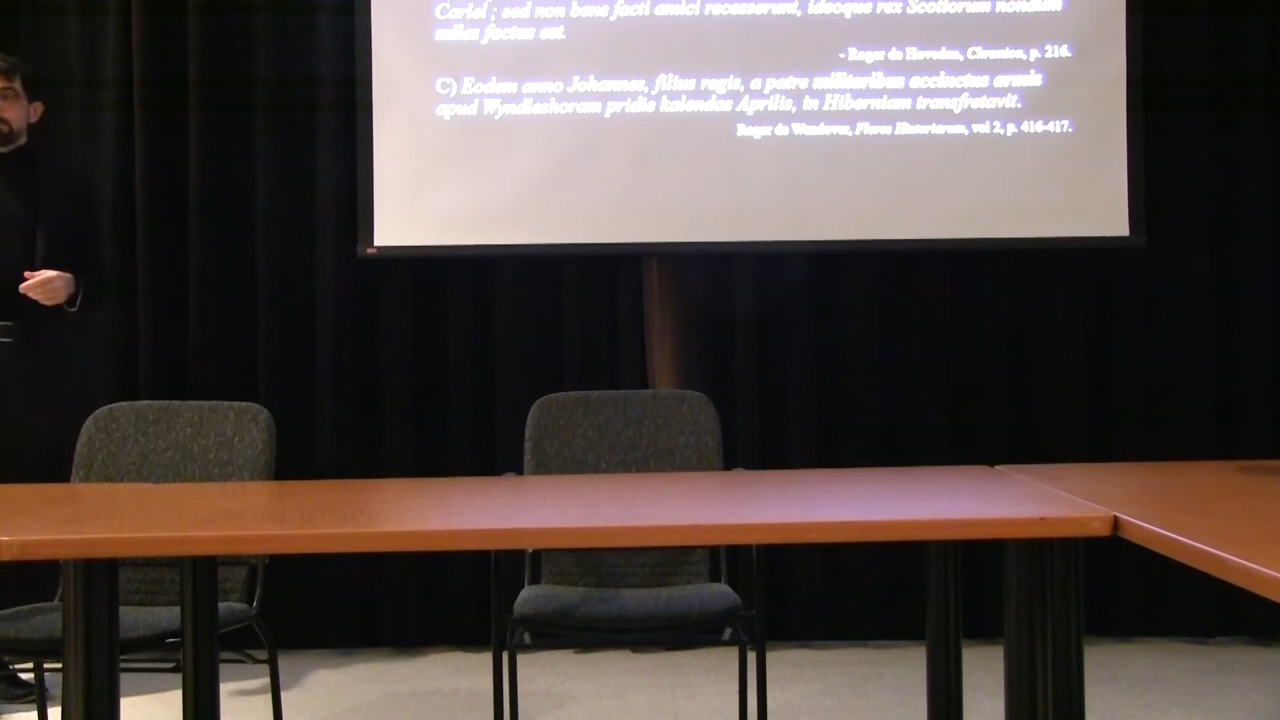 Carlel ; sed non bene facti amici recesserunt, ideoque rex Scottorum nondum
miles factus est.
- Roger de Hoveden, Chronica, p. 216.
C) Eodem anno Johannes, filius regis, a patre militaribus accinctus armis
apud Wyndleshoram pridie kalendas Aprilis, in Hiberniam transfretavit.
Roger de Wendover, Flores Historiarum, vol 2, p. 416-417.